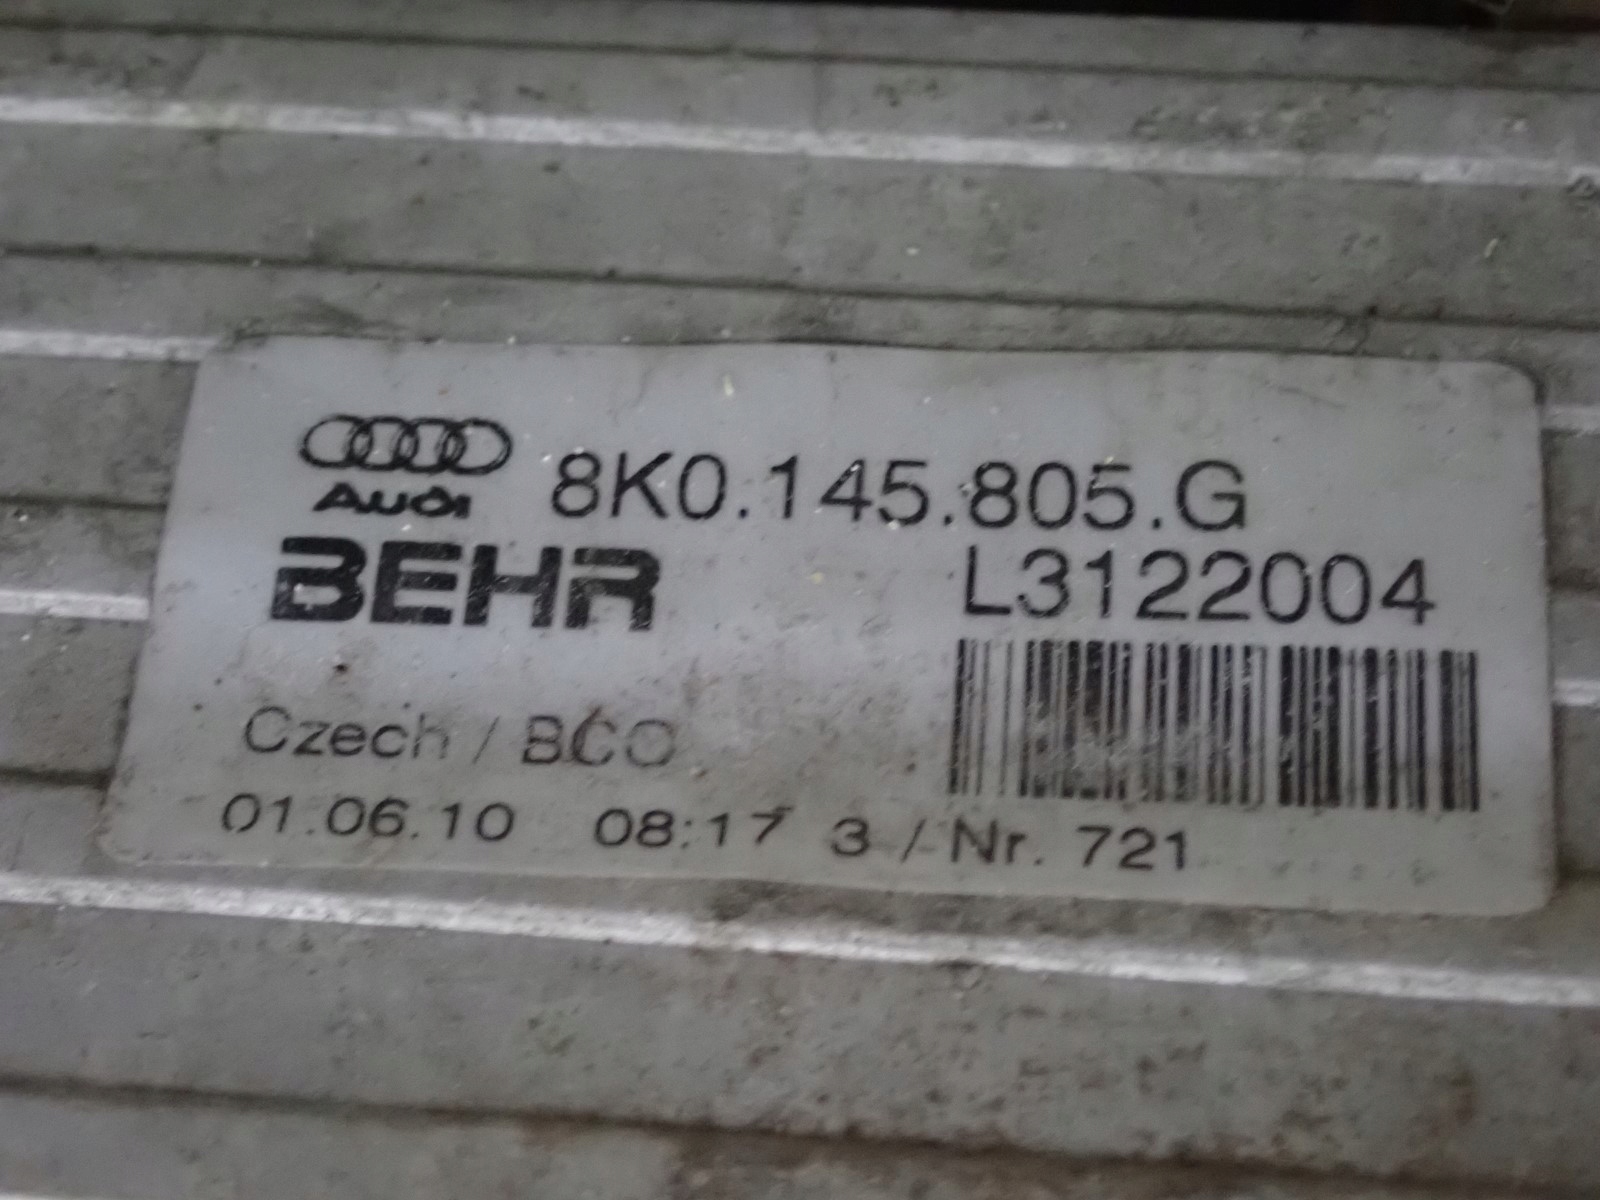 Audi 8K0.145.805.G
BEHR L3122004
Czech / BCO
01.06.10 08:17 3 / Nr. 721